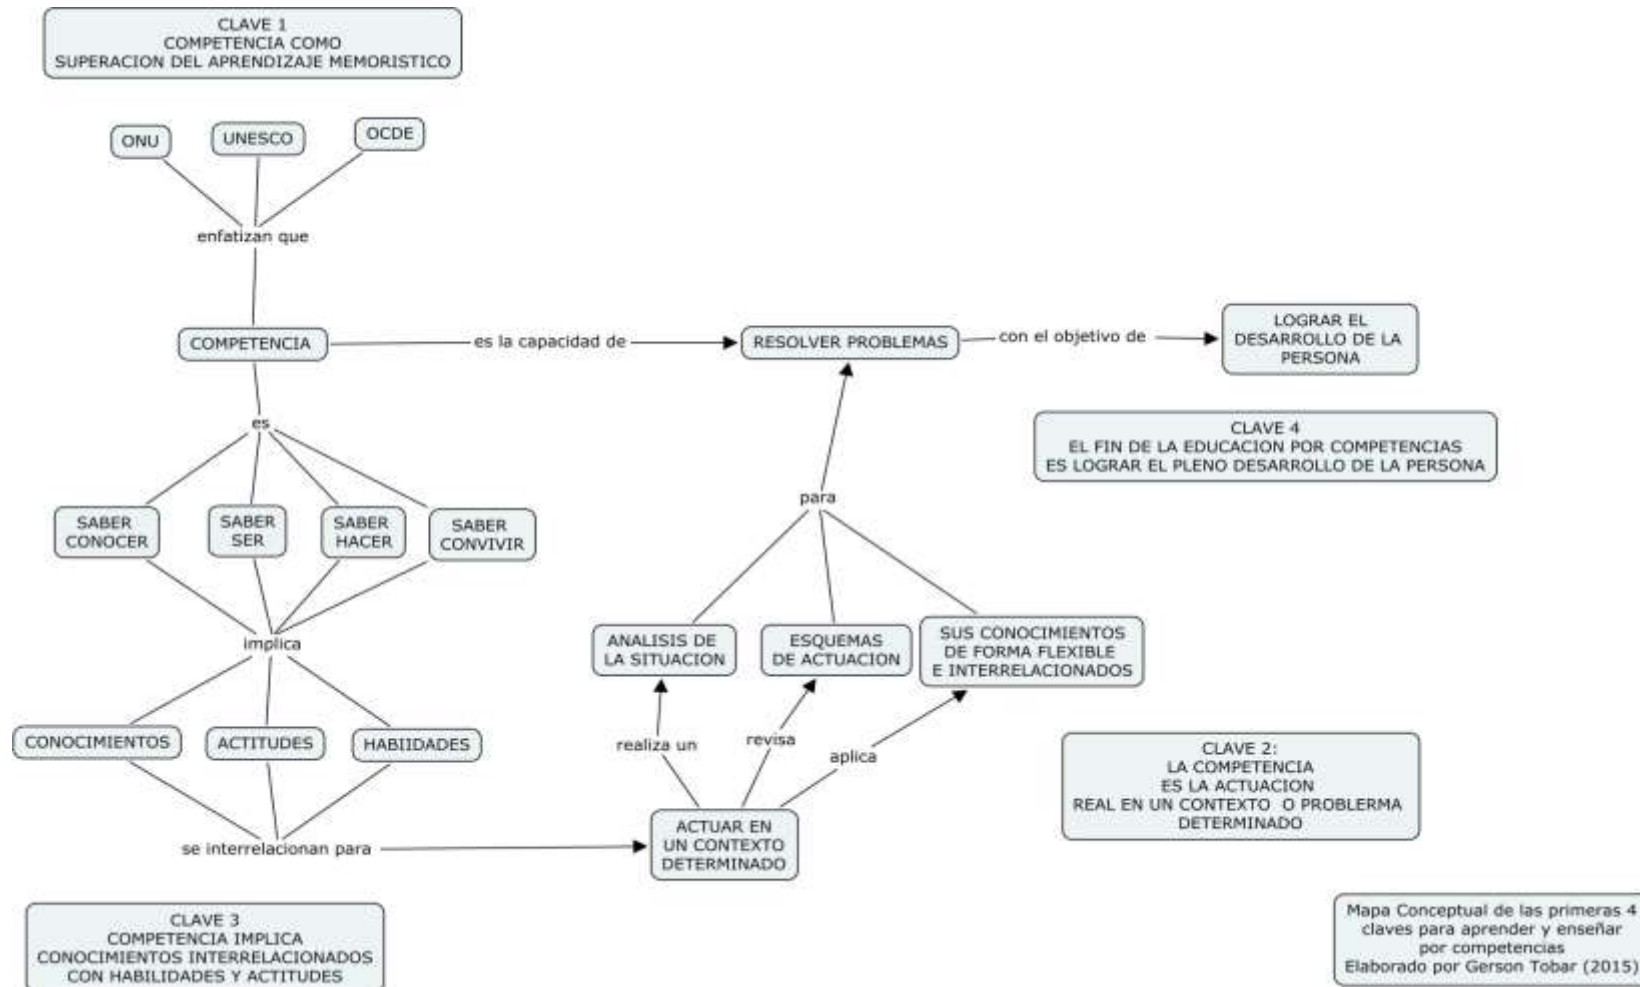 CLAVE 1
COMPETENCIA COMO
SUPERACION DEL APRENDIZAJE MEMORISTICO
ONU
UNESCO
OCDE
enfatizan que
COMPETENCIA
es la capacidad de
RESOLVER PROBLEMAS
con el objetivo de
LOGRAR EL
DESARROLLO DE LA
PERSONA
CLAVE 4
EL FIN DE LA EDUCACION POR COMPETENCIAS
ES LOGRAR EL PLENO DESARROLLO DE LA PERSONA
es
para
SABER
CONOCER
SABER
SER
SABER
HACER
SABER
CONVIVIR
implica
ANALISIS DE
LA SITUACION
ESQUEMAS
DE ACTUACION
SUS CONOCIMIENTOS
DE FORMA FLEXIBLE
E INTERRELACIONADOS
CONOCIMIENTOS
ACTITUDES
HABIIDADES
realiza un
revisa
aplica
CLAVE 2:
LA COMPETENCIA
ES LA ACTUACION
REAL EN UN CONTEXTO O PROBLERMA
DETERMINADO
se interrelacionan para
ACTUAR EN
UN CONTEXTO
DETERMINADO
CLAVE 3
COMPETENCIA IMPLICA
CONOCIMIENTOS INTERRELACIONADOS
CON HABILIDADES Y ACTITUDES
Mapa Conceptual de las primeras 4
claves para aprender y enseñar
por competencias
Elaborado por Gerson Tobar (2015)